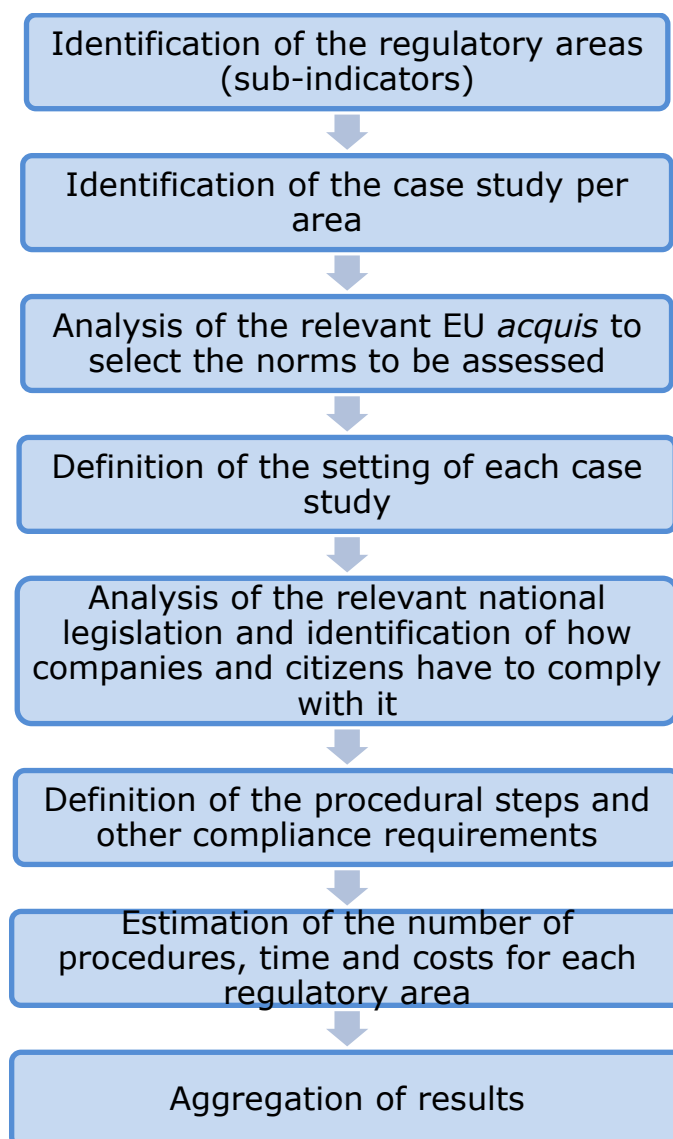 Identification of the regulatory areas
(sub-indicators)
Identification of the case study per
area
Analysis of the relevant EU acquis to
select the norms to be assessed
Definition of the setting of each case
study
Analysis of the relevant national
legislation and identification of how
companies and citizens have to comply
with it
Definition of the procedural steps and
other compliance requirements
Estimation of the number of
procedures, time and costs for each
regulatory area
Aggregation of results